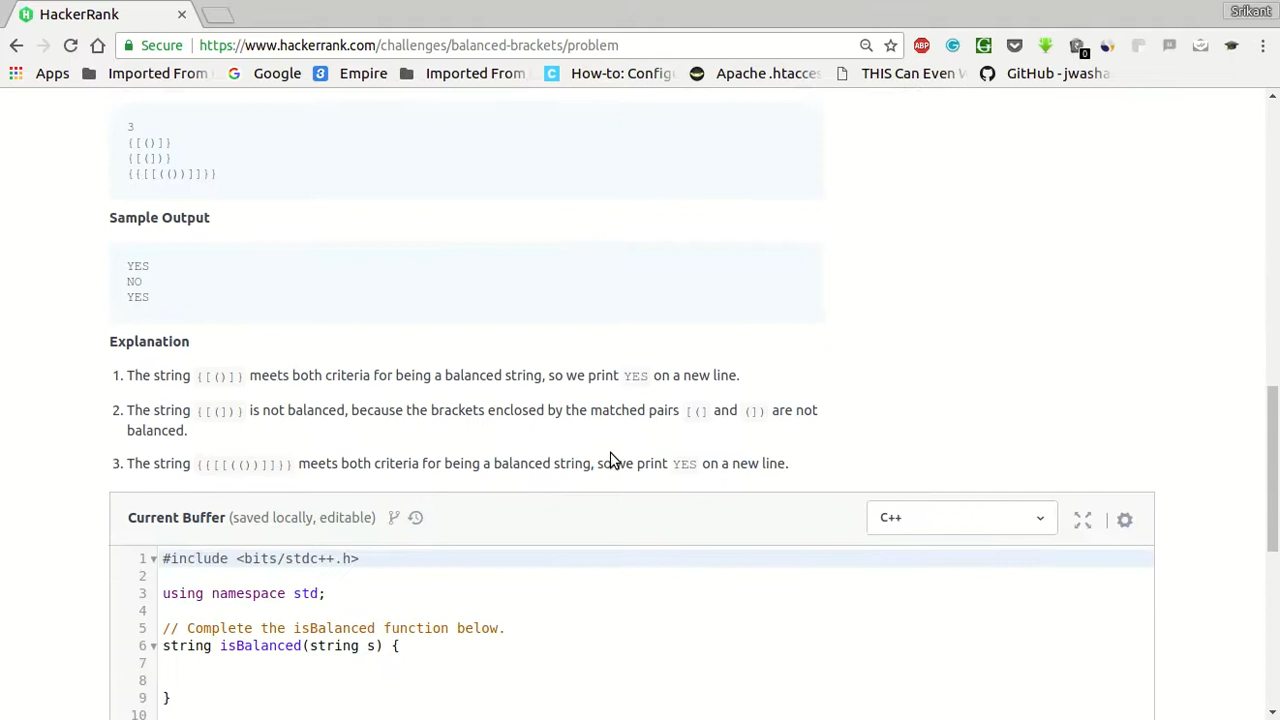 HackerRank
Srikant
Secure https://www.hackerrank.com/challenges/balanced-brackets/problem
Apps Imported From Google Empire Imported From How-to: Config Apache .htacces THIS Can Even W GitHub - jwasha
3
{[()]}
{[(])}
{{[[(())]]}}
Sample Output
YES
NO
YES
Explanation
1. The string {[()]} meets both criteria for being a balanced string, so we print YES on a new line.
2. The string {[(])} is not balanced, because the brackets enclosed by the matched pairs [(] and (]) are not
balanced.
3. The string {{[[(())]]}} meets both criteria for being a balanced string, so we print YES on a new line.
Current Buffer (saved locally, editable)
C++
1 #include <bits/stdc++.h>
2
3 using namespace std;
4
5 // Complete the isBalanced function below.
6 string isBalanced(string s) {
7
8
9 }
10